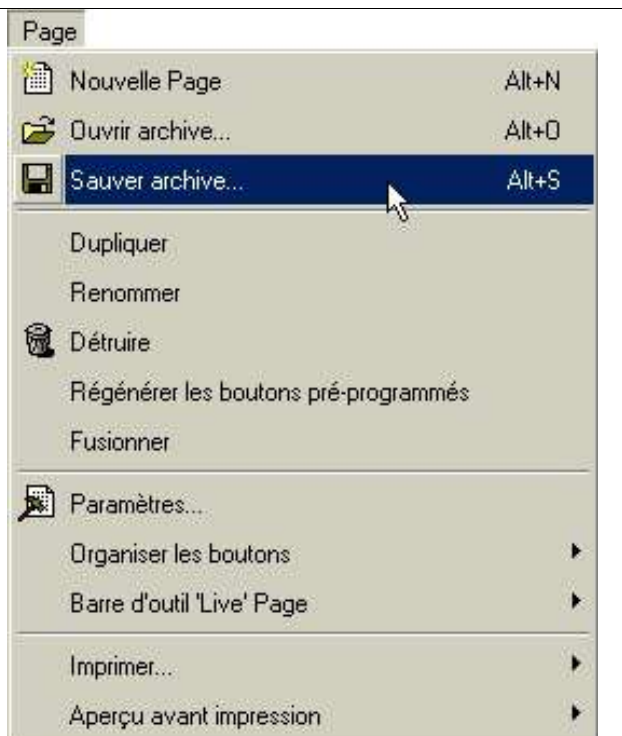 Page
Nouvelle Page Alt+N
Ouvrir archive... Alt+O
Sauver archive... Alt+S
Dupliquer
Renommer
Détruire
Régénérer les boutons pré-programmés
Fusionner
Paramètres...
Organiser les boutons
Barre d'outil 'Live' Page
Imprimer...
Aperçu avant impression